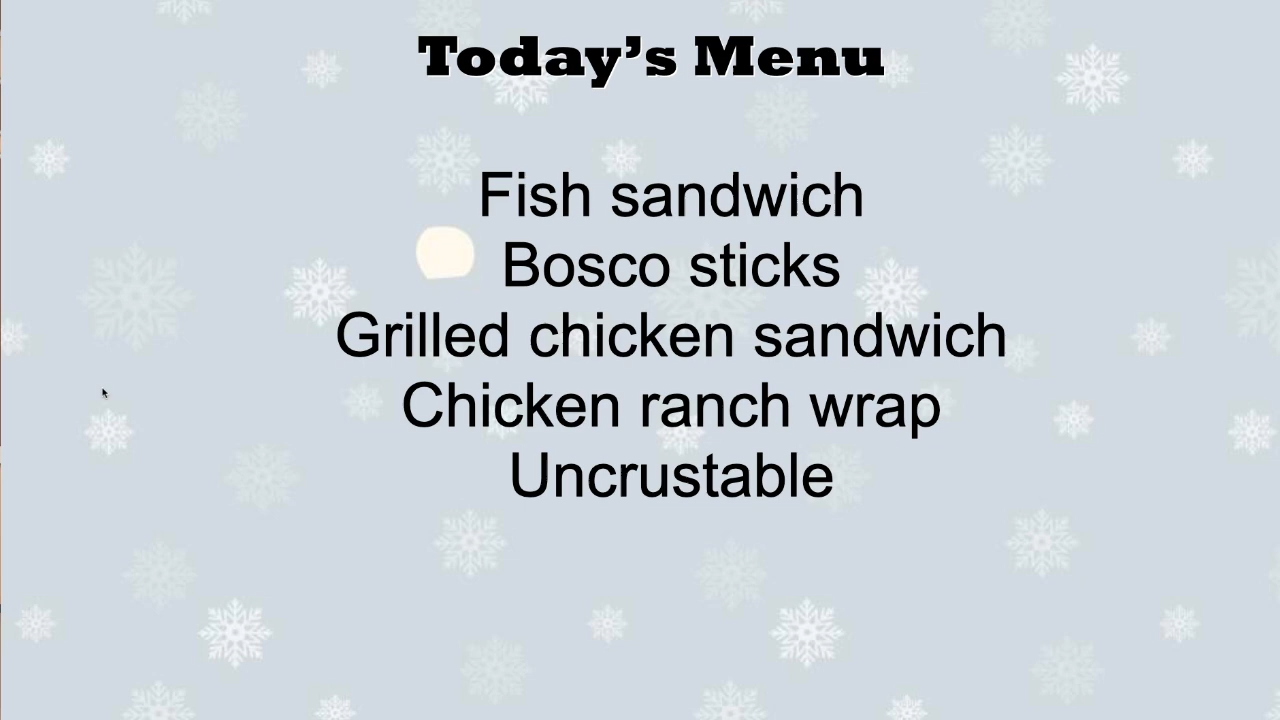 Today’s Menu
Fish sandwich
Bosco sticks
Grilled chicken sandwich
Chicken ranch wrap
Uncrustable